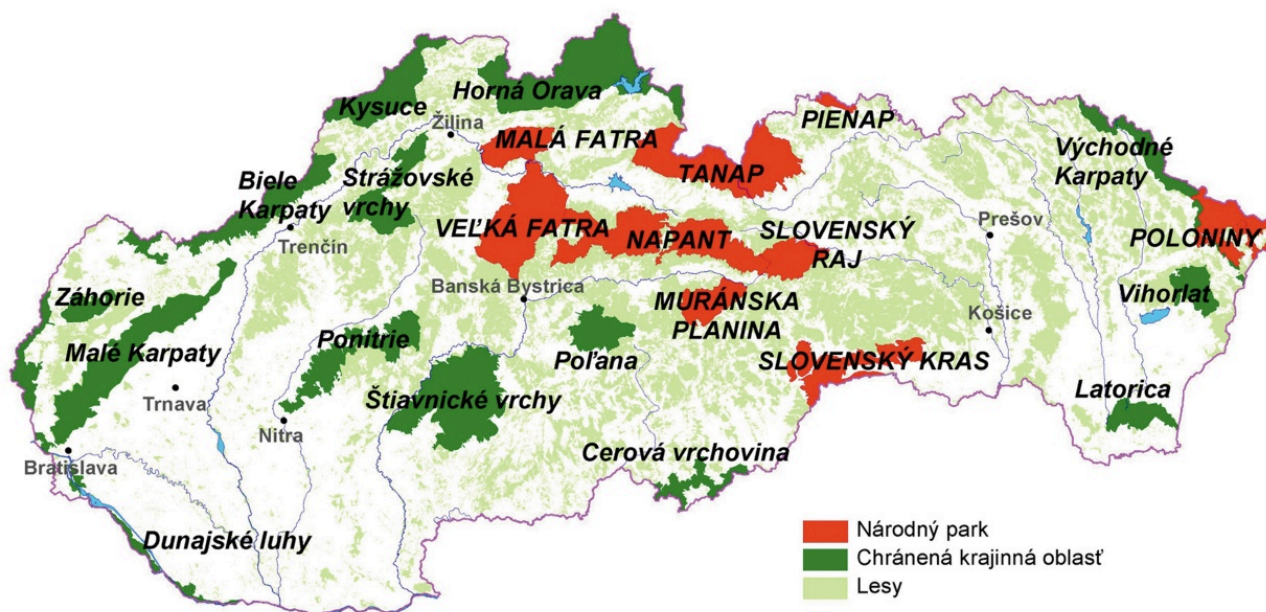 Horná Orava
Kysuce
Žilina
MALÁ FATRA
PIENAP
TANAP
Východné
Karpaty
Strážovské
vrchy
Biele
Karpaty
Trenčín
VEĽKÁ FATRA
NAPANT
SLOVENSKÝ
RAJ
Prešov
POLONINY
Banská Bystrica
MURÁNSKA
PLANINA
Vihorlat
Košice
Záhorie
Malé Karpaty
Ponitrie
Poľana
SLOVENSKÝ KRAS
Trnava
Štiavnické vrchy
Latorica
Nitra
Cerová vrchovina
Bratislava
Dunajské luhy
Národný park
Chránená krajinná oblasť
Lesy